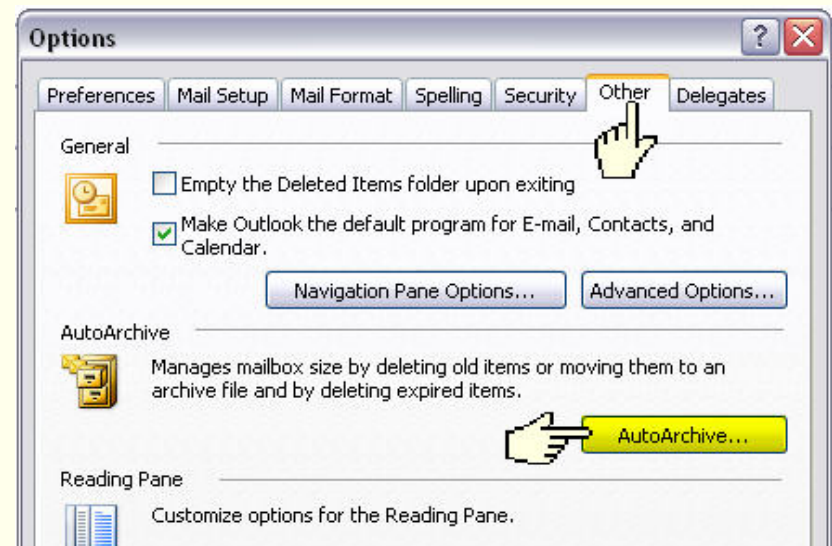 Options
Preferences Mail Setup Mail Format Spelling Security Other Delegates
General
Empty the Deleted Items folder upon exiting
Make Outlook the default program for E-mail, Contacts, and
Calendar.
Navigation Pane Options... Advanced Options...
AutoArchive
Manages mailbox size by deleting old items or moving them to an
archive file and by deleting expired items.
AutoArchive...
Reading Pane
Customize options for the Reading Pane.